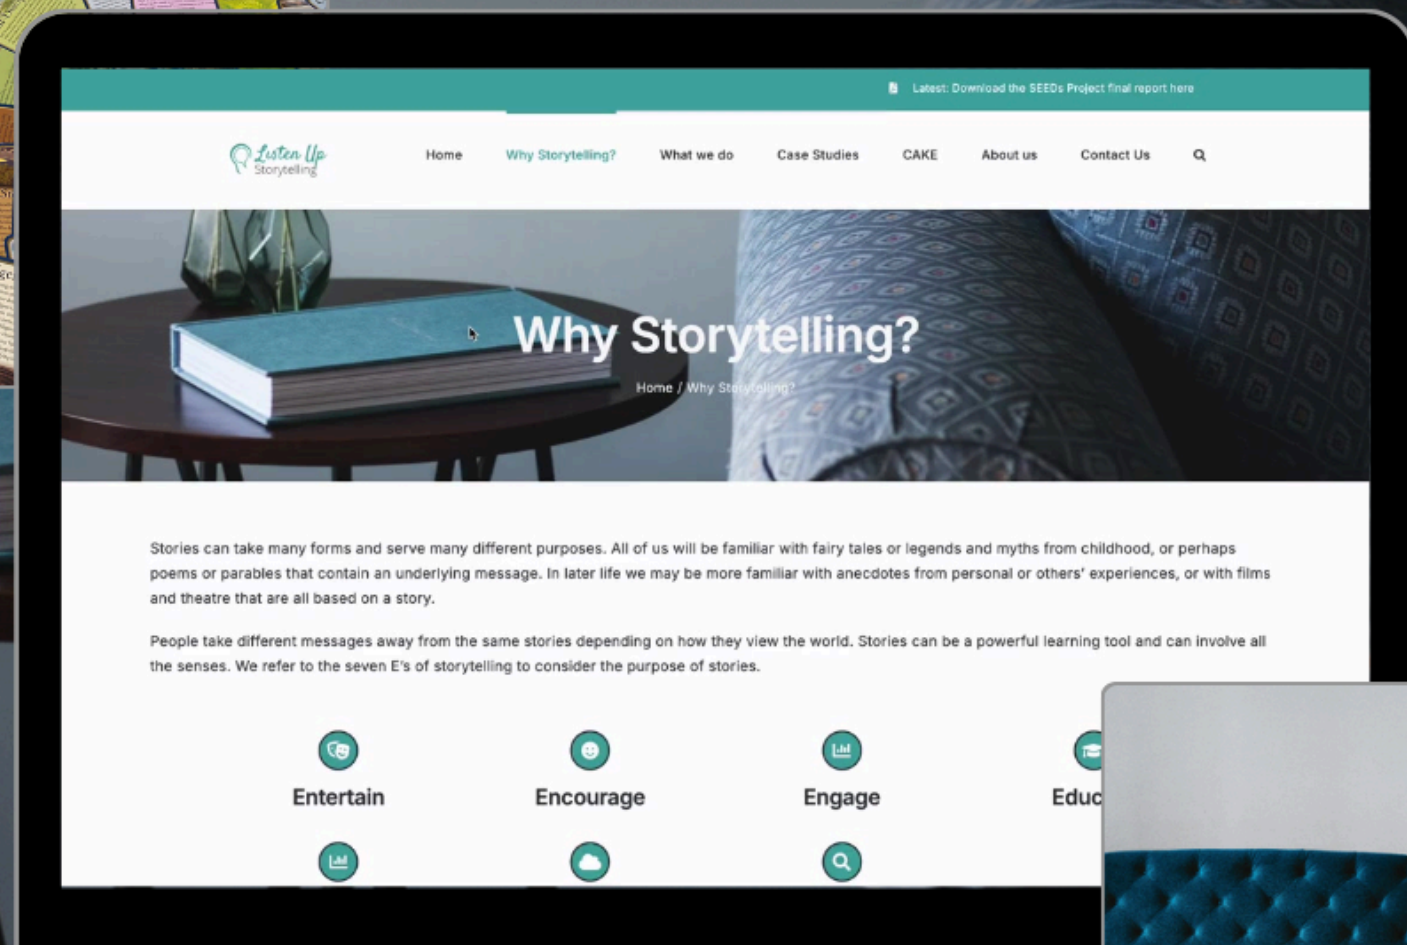 Latest: Download the SEEDs Project final report here
Listen Up
Storytelling
Home
Why Storytelling?
What we do
Case Studies
CAKE
About us
Contact Us
Why Storytelling?
Home / Why Storytelling?
Stories can take many forms and serve many different purposes. All of us will be familiar with fairy tales or legends and myths from childhood, or perhaps
poems or parables that contain an underlying message. In later life we may be more familiar with anecdotes from personal or others' experiences, or with films
and theatre that are all based on a story.
People take different messages away from the same stories depending on how they view the world. Stories can be a powerful learning tool and can involve all
the senses. We refer to the seven E's of storytelling to consider the purpose of stories.
Entertain
Encourage
Engage
Educ